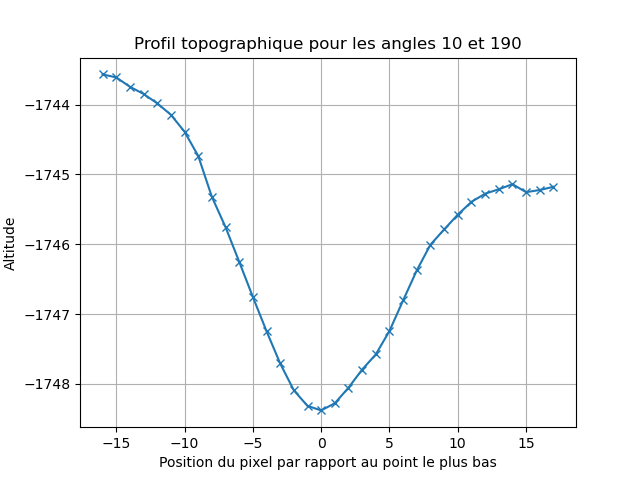 Profil topographique pour les angles 10 et 190
Altitude
−1744
−1745
−1746
−1747
−1748
−15 −10 −5 0 5 10 15
Position du pixel par rapport au point le plus bas